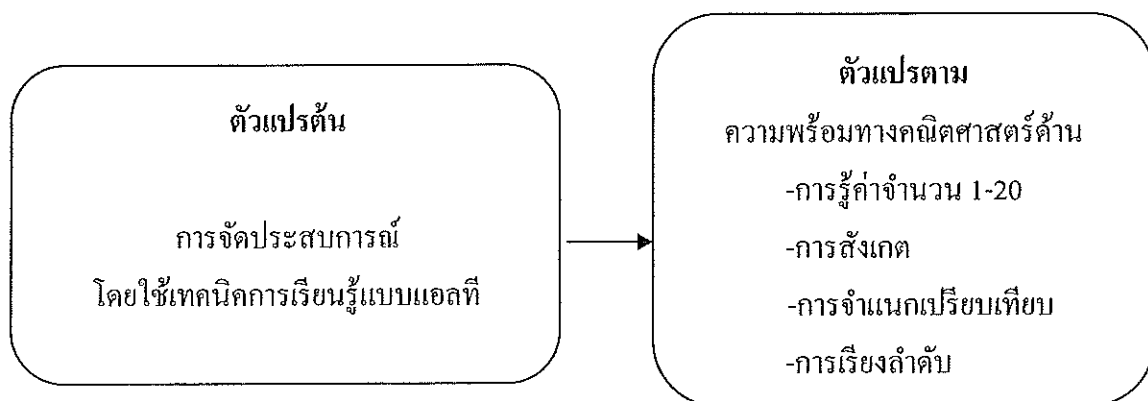 ตัวแปรต้น
การจัดประสบการณ์
โดยใช้เทคนิคการเรียนรู้แบบแอลที
ตัวแปรตาม
ความพร้อมทางคณิตศาสตร์ด้าน
-การรู้ค่าจำนวน 1-20
-การสังเกต
-การจำแนกเปรียบเทียบ
-การเรียงลำดับ